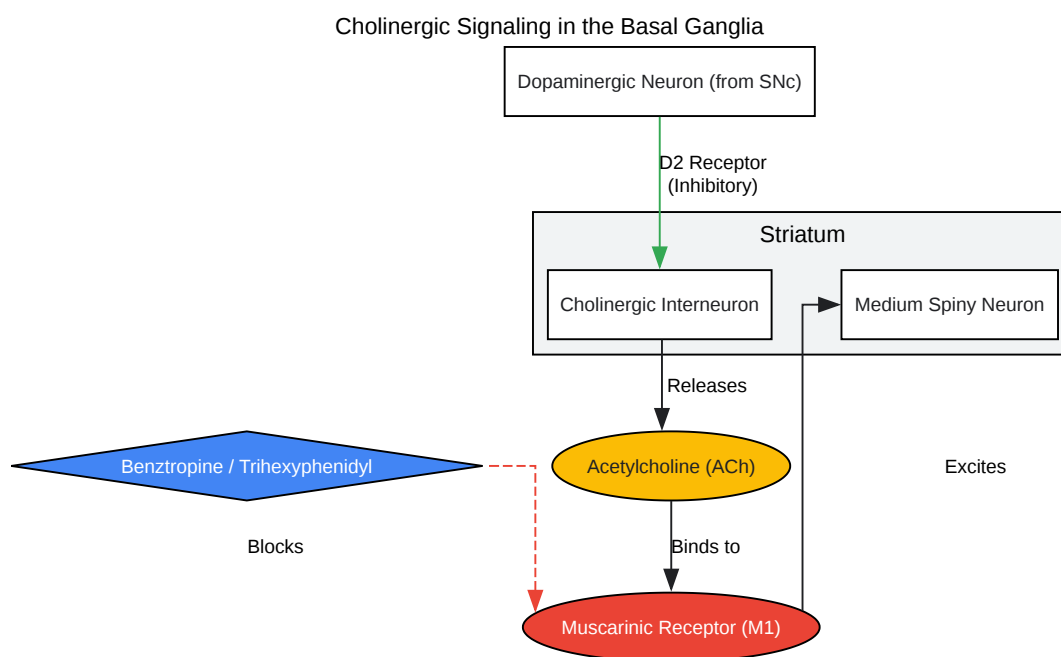 Cholinergic Signaling in the Basal Ganglia
Dopaminergic Neuron (from SNc)
D2 Receptor
(Inhibitory)
Striatum
Cholinergic Interneuron
Medium Spiny Neuron
Releases
Benztropine / Trihexyphenidyl
Acetylcholine (ACh)
Excites
Blocks
Binds to
Muscarinic Receptor (M1)